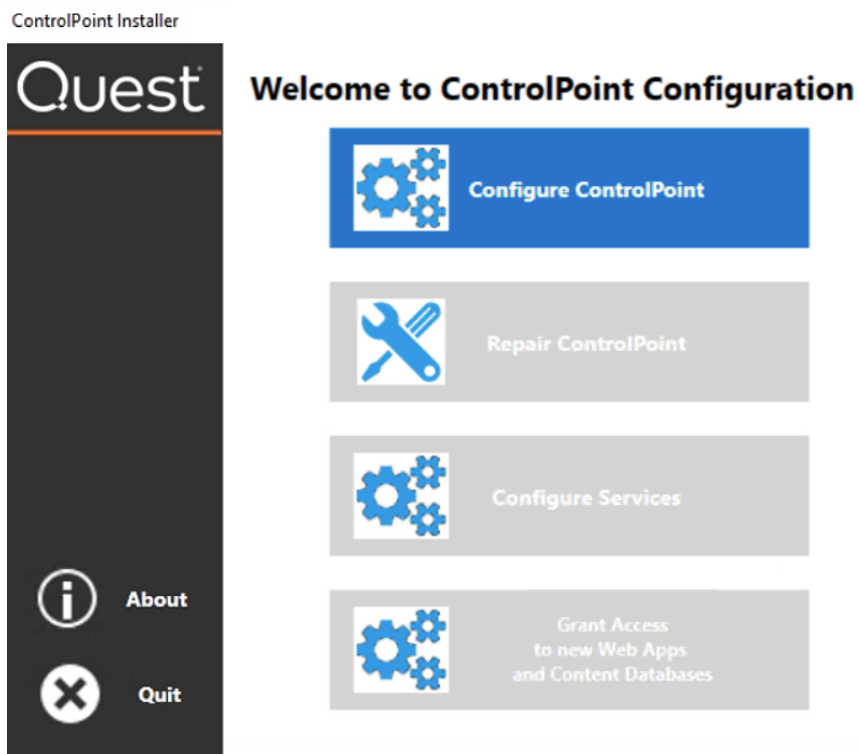 ControlPoint Installer
Quest
Welcome to ControlPoint Configuration
Configure ControlPoint
Repair ControlPoint
Configure Services
Grant Access
to new Web Apps
and Content Databases
About
Quit